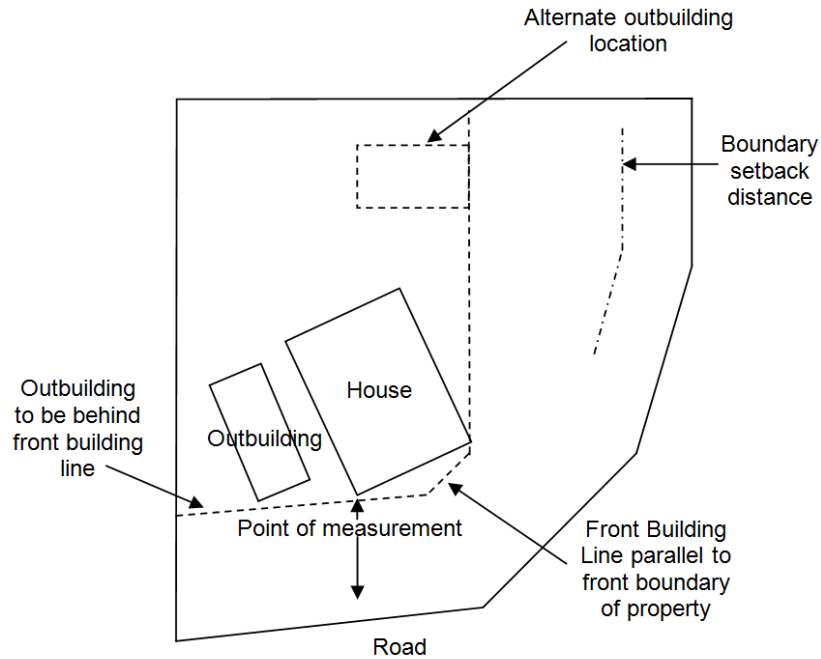 Alternate outbuilding
location
Boundary
setback
distance
House
Outbuilding
to be behind
front building
line
Outbuilding
Point of measurement
Front Building
Line parallel to
front boundary
of property
Road